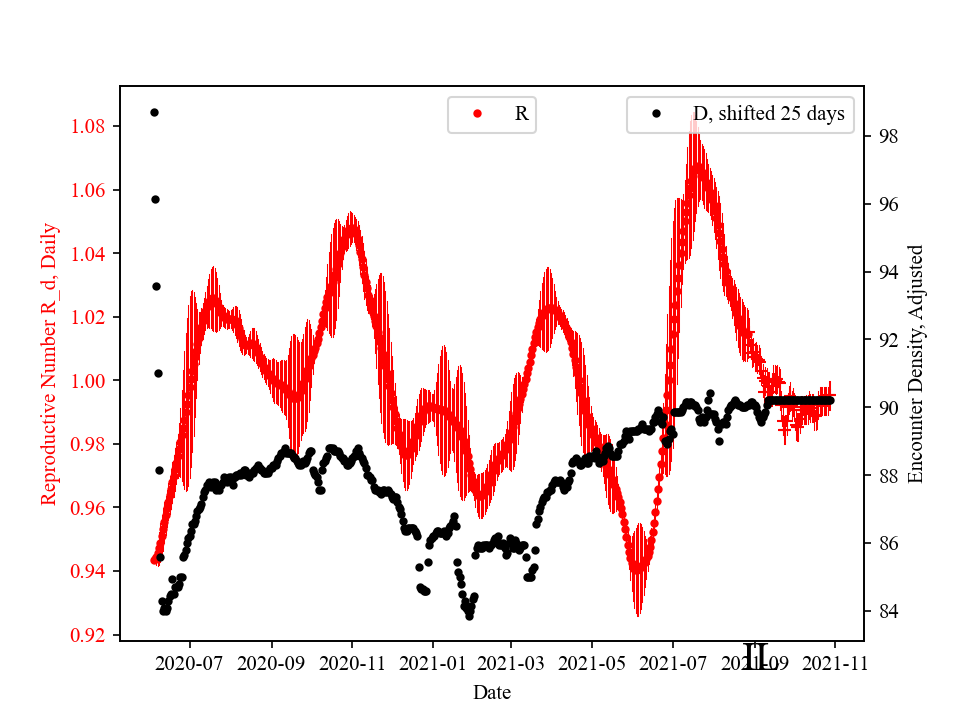 R
D, shifted 25 days
Reproductive Number R_d, Daily
1.08
1.06
1.04
1.02
1.00
0.98
0.96
0.94
0.92
98
96
94
92
90
88
86
84
Encounter Density, Adjusted
2020-07 2020-09 2020-11 2021-01 2021-03 2021-05 2021-07 2021-09 2021-11
II
Date